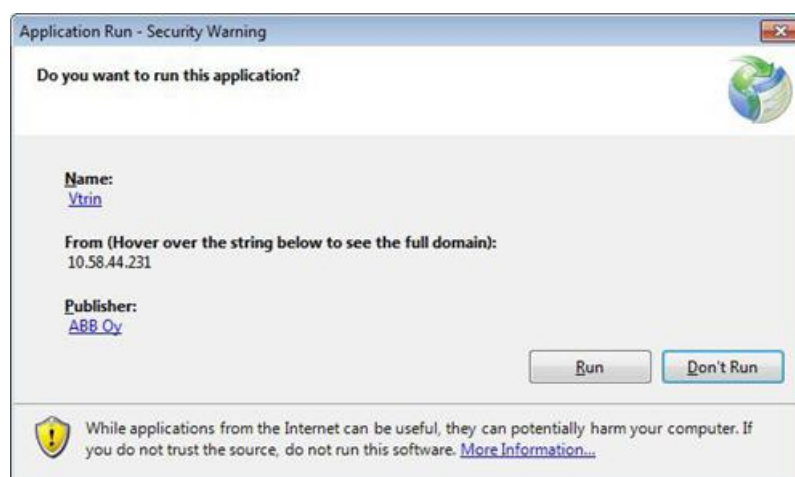 Application Run - Security Warning
Do you want to run this application?
Name:
Vtrin
From (Hover over the string below to see the full domain):
10.58.44.231
Publisher:
ABB Oy
Run
Don't Run
While applications from the Internet can be useful, they can potentially harm your computer. If
you do not trust the source, do not run this software. More Information...